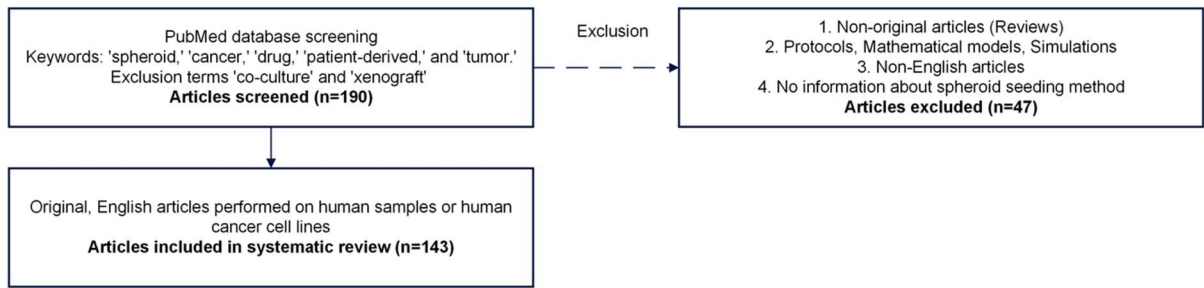 PubMed database screening
Keywords: 'spheroid,' 'cancer,' 'drug,' 'patient-derived,' and 'tumor.'
Exclusion terms 'co-culture' and 'xenograft'
Articles screened (n=190)
Exclusion
1. Non-original articles (Reviews)
2. Protocols, Mathematical models, Simulations
3. Non-English articles
4. No information about spheroid seeding method
Articles excluded (n=47)
Original, English articles performed on human samples or human
cancer cell lines
Articles included in systematic review (n=143)